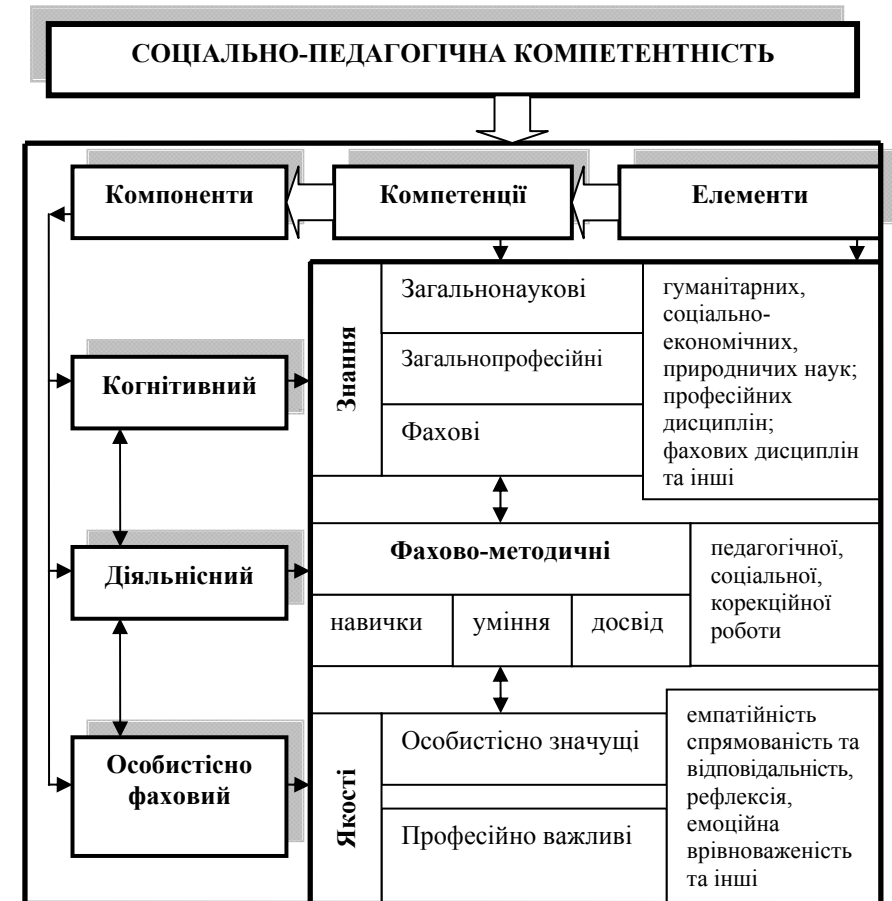 СОЦІАЛЬНО-ПЕДАГОГІЧНА КОМПЕТЕНТНІСТЬ
Компоненти
Компетенції
Елементи
Когнітивний
Знання
Загальнонаукові
Загальнопрофесійні
Фахові
гуманітарних,
соціально-
економічних,
природничих наук;
професійних
дисциплін;
фахових дисциплін
та інші
Діяльнісний
Фахово-методичні
навички
уміння
досвід
педагогічної,
соціальної,
корекційної
роботи
Особистісно
фаховий
Якості
Особистісно значущі
Професійно важливі
емпатійність
спрямованість та
відповідальність,
рефлексія,
емоційна
врівноваженість
та інші